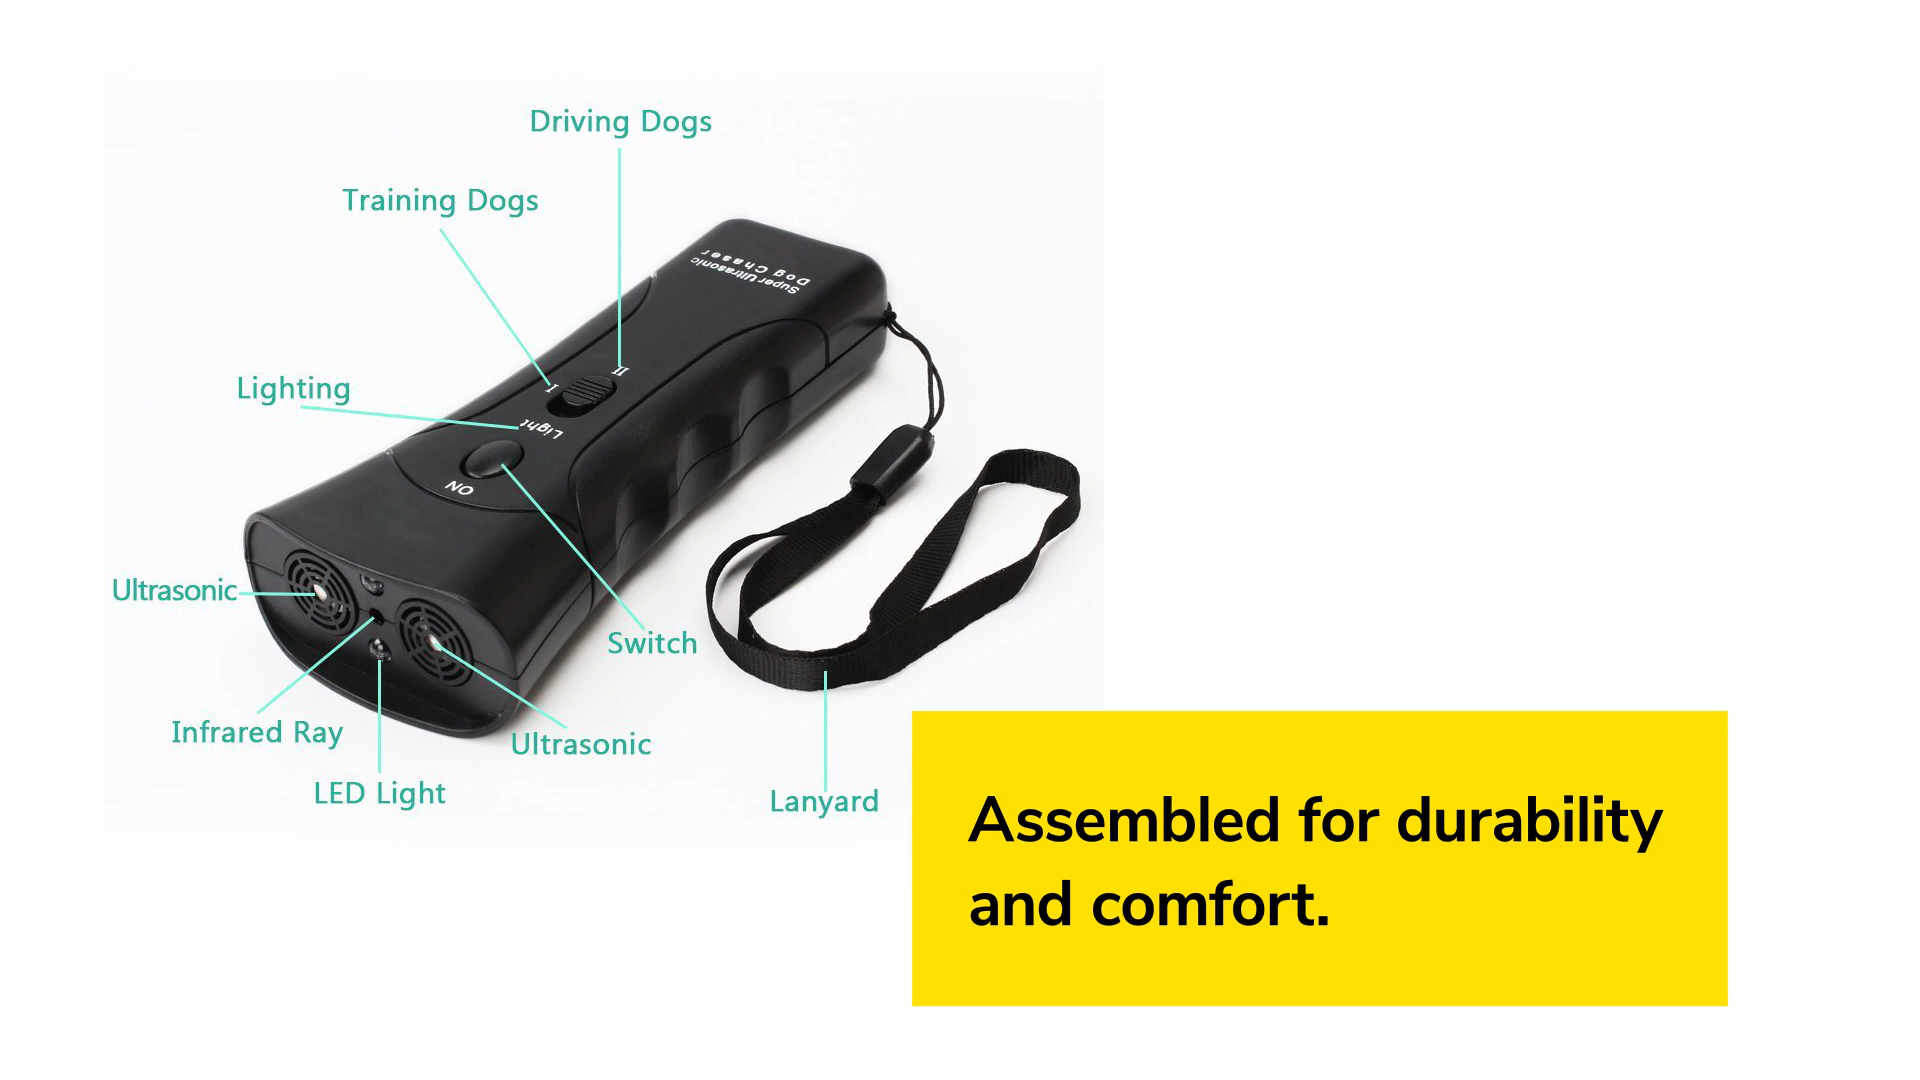 Driving Dogs
Training Dogs
Super Ultrasonic
Dog Chaser
II
I
Lighting
Light
ON
Ultrasonic
Switch
Infrared Ray
Ultrasonic
LED Light
Lanyard
Assembled for durability
and comfort.